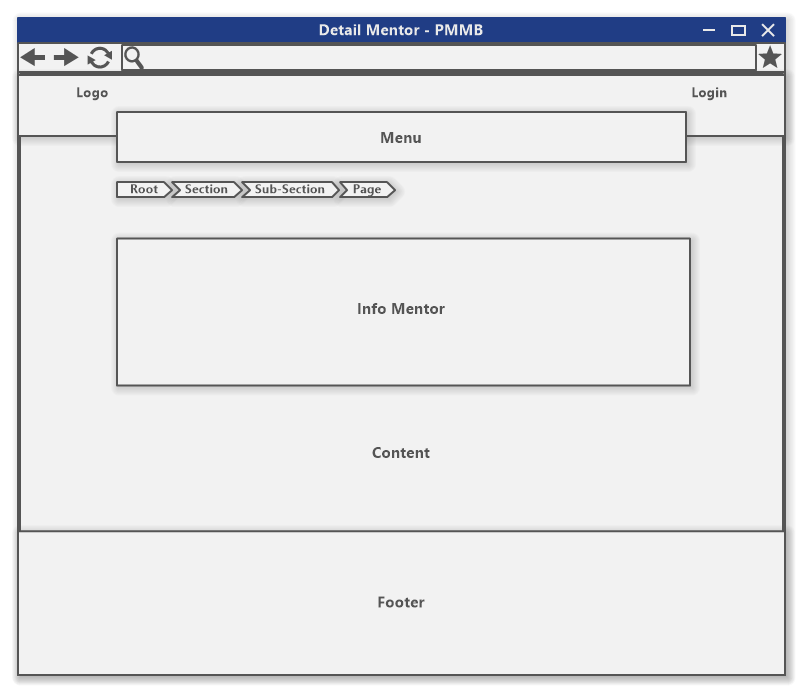 Detail Mentor - PMMB
Logo
Login
Menu
Root Section Sub-Section Page
Info Mentor
Content
Footer